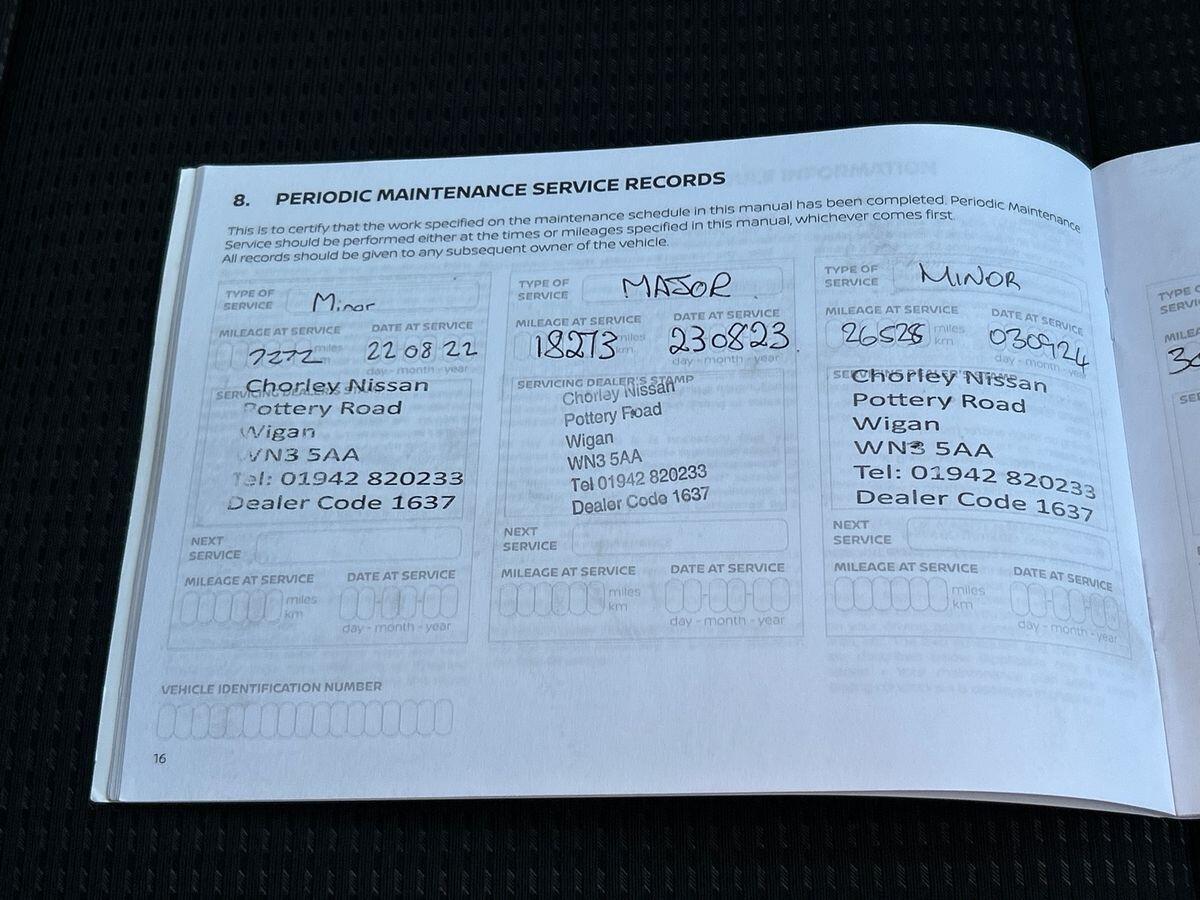 8. PERIODIC MAINTENANCE SERVICE RECORDS
This is to certify that the work specified on the maintenance schedule in this manual has been completed. Periodic Maintenance
Service should be performed either at the times or mileages specified in this manual, whichever comes first.
All records should be given to any subsequent owner of the vehicle.
TYPE OF
SERVICE
Minor
MILEAGE AT SERVICE
DATE AT SERVICE
7272
miles
km
22 08 22
day - month - year
SERVICING DEALER'S STAMP
Chorley Nissan
Pottery Road
Wigan
WN3 5AA
Tel: 01942 820233
Dealer Code 1637
NEXT
SERVICE
MILEAGE AT SERVICE
DATE AT SERVICE
miles
km
day - month - year
TYPE OF
SERVICE
MAJOR
MILEAGE AT SERVICE
DATE AT SERVICE
18273
miles
km
230823
day - month - year
SERVICING DEALER'S STAMP
Chorley Nissan
Pottery Road
Wigan
WN3 5AA
Tel 01942 820233
Dealer Code 1637
NEXT
SERVICE
MILEAGE AT SERVICE
DATE AT SERVICE
miles
km
day - month - year
TYPE OF
SERVICE
MINOR
MILEAGE AT SERVICE
DATE AT SERVICE
26528
miles
km
030924
day - month - year
SERVICING DEALER'S STAMP
Chorley Nissan
Pottery Road
Wigan
WN3 5AA
Tel: 01942 820233
Dealer Code 1637
NEXT
SERVICE
MILEAGE AT SERVICE
DATE AT SERVICE
miles
km
day - month - year
VEHICLE IDENTIFICATION NUMBER
16
TYPE